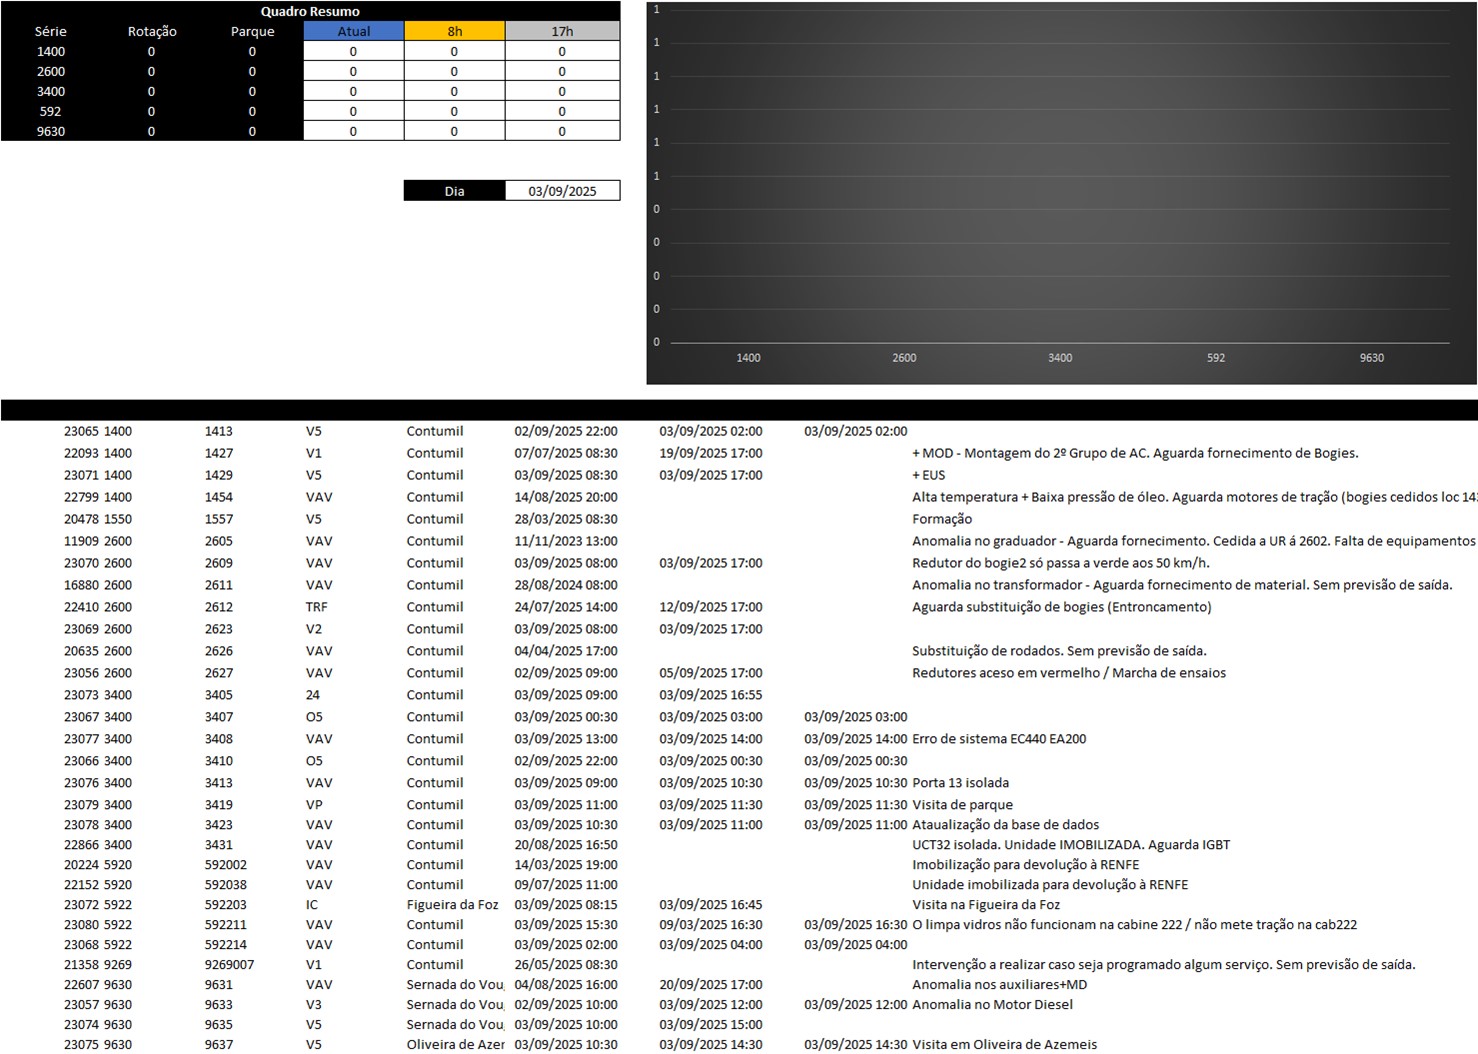 Quadro Resumo
Série Rotação Parque Atual 8h 17h
1400 0 0 0 0 0
2600 0 0 0 0 0
3400 0 0 0 0 0
592 0 0 0 0 0
9630 0 0 0 0 0
Dia 03/09/2025
1
1
1
1
1
1
0
0
0
0
0
1400 2600 3400 592 9630
23065 1400 1413 V5 Contumil 02/09/2025 22:00 03/09/2025 02:00 03/09/2025 02:00
22093 1400 1427 V1 Contumil 07/07/2025 08:30 19/09/2025 17:00 + MOD - Montagem do 2º Grupo de AC. Aguarda fornecimento de Bogies.
23071 1400 1429 V5 Contumil 03/09/2025 08:30 03/09/2025 17:00 + EUS
22799 1400 1454 VAV Contumil 14/08/2025 20:00 Alta temperatura + Baixa pressão de óleo. Aguarda motores de tração (bogies cedidos loc 143
20478 1550 1557 V5 Contumil 28/03/2025 08:30 Formação
11909 2600 2605 VAV Contumil 11/11/2023 13:00 Anomalia no graduador - Aguarda fornecimento. Cedida a UR á 2602. Falta de equipamentos
23070 2600 2609 VAV Contumil 03/09/2025 08:00 03/09/2025 17:00 Redutor do bogie2 só passa a verde aos 50 km/h.
16880 2600 2611 VAV Contumil 28/08/2024 08:00 Anomalia no transformador - Aguarda fornecimento de material. Sem previsão de saída.
22410 2600 2612 TRF Contumil 24/07/2025 14:00 12/09/2025 17:00 Aguarda substituição de bogies (Entroncamento)
23069 2600 2623 V2 Contumil 03/09/2025 08:00 03/09/2025 17:00
20635 2600 2626 VAV Contumil 04/04/2025 17:00 Substituição de rodados. Sem previsão de saída.
23056 2600 2627 VAV Contumil 02/09/2025 09:00 05/09/2025 17:00 Redutores aceso em vermelho / Marcha de ensaios
23073 3400 3405 24 Contumil 03/09/2025 09:00 03/09/2025 16:55
23067 3400 3407 O5 Contumil 03/09/2025 00:30 03/09/2025 03:00 03/09/2025 03:00
23077 3400 3408 VAV Contumil 03/09/2025 13:00 03/09/2025 14:00 03/09/2025 14:00 Erro de sistema EC440 EA200
23066 3400 3410 O5 Contumil 02/09/2025 22:00 03/09/2025 00:30 03/09/2025 00:30
23076 3400 3413 VAV Contumil 03/09/2025 09:00 03/09/2025 10:30 03/09/2025 10:30 Porta 13 isolada
23079 3400 3419 VP Contumil 03/09/2025 11:00 03/09/2025 11:30 03/09/2025 11:30 Visita de parque
23078 3400 3423 VAV Contumil 03/09/2025 10:30 03/09/2025 11:00 03/09/2025 11:00 Ataualização da base de dados
22866 3400 3431 VAV Contumil 20/08/2025 16:50 UCT32 isolada. Unidade IMOBILIZADA. Aguarda IGBT
20224 5920 592002 VAV Contumil 14/03/2025 19:00 Imobilização para devolução à RENFE
22152 5920 592038 VAV Contumil 09/07/2025 11:00 Unidade imobilizada para devolução à RENFE
23072 5922 592203 IC Figueira da Foz 03/09/2025 08:15 03/09/2025 16:45 Visita na Figueira da Foz
23080 5922 592211 VAV Contumil 03/09/2025 15:30 09/03/2025 16:30 03/09/2025 16:30 O limpa vidros não funcionam na cabine 222 / não mete tração na cab222
23068 5922 592214 VAV Contumil 03/09/2025 02:00 03/09/2025 04:00 03/09/2025 04:00
21358 9269 9269007 V1 Contumil 26/05/2025 08:30 Intervenção a realizar caso seja programado algum serviço. Sem previsão de saída.
22607 9630 9631 VAV Sernada do Vou 04/08/2025 16:00 20/09/2025 17:00 Anomalia nos auxiliares+MD
23057 9630 9633 V3 Sernada do Vou 02/09/2025 10:00 03/09/2025 12:00 03/09/2025 12:00 Anomalia no Motor Diesel
23074 9630 9635 V5 Sernada do Vou 03/09/2025 10:00 03/09/2025 15:00
23075 9630 9637 V5 Oliveira de Azer 03/09/2025 10:30 03/09/2025 14:30 03/09/2025 14:30 Visita em Oliveira de Azemeis